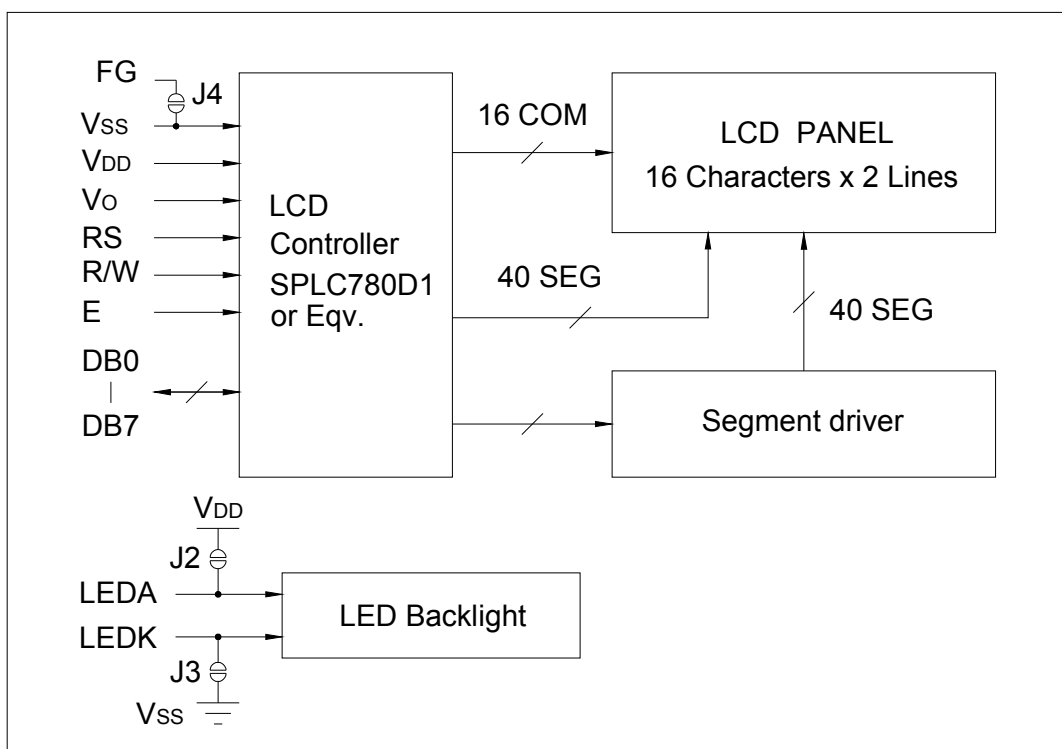 FG
J4
VSS
VDD
VO
RS
R/W
E
DB0
DB7
LCD
Controller
SPLC780D1
or Eqv.
16 COM
40 SEG
LCD PANEL
16 Characters x 2 Lines
40 SEG
Segment driver
VDD
J2
LEDA
LEDK
J3
VSS
LED Backlight